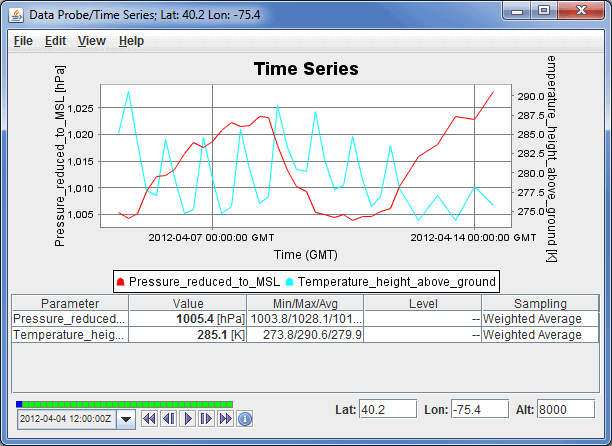 Data Probe/Time Series; Lat: 40.2 Lon: -75.4
File Edit View Help
Time Series
Pressure_reduced_to_MSL [hPa]
1,025
1,020
1,015
1,010
1,005
290.0
287.5
285.0
282.5
280.0
277.5
275.0
emperature_height_above_ground [K]
2012-04-07 00:00:00 GMT 2012-04-14 00:00:00 GMT
Time (GMT)
Pressure_reduced_to_MSL Temperature_height_above_ground
Parameter Value Min/Max/Avg Level Sampling
Pressure_reduced... 1005.4 [hPa] 1003.8/1028.1/101... -- Weighted Average
Temperature_heig... 285.1 [K] 273.8/290.6/279.9 -- Weighted Average
2012-04-04 12:00:00Z
Lat: 40.2 Lon: -75.4 Alt: 8000